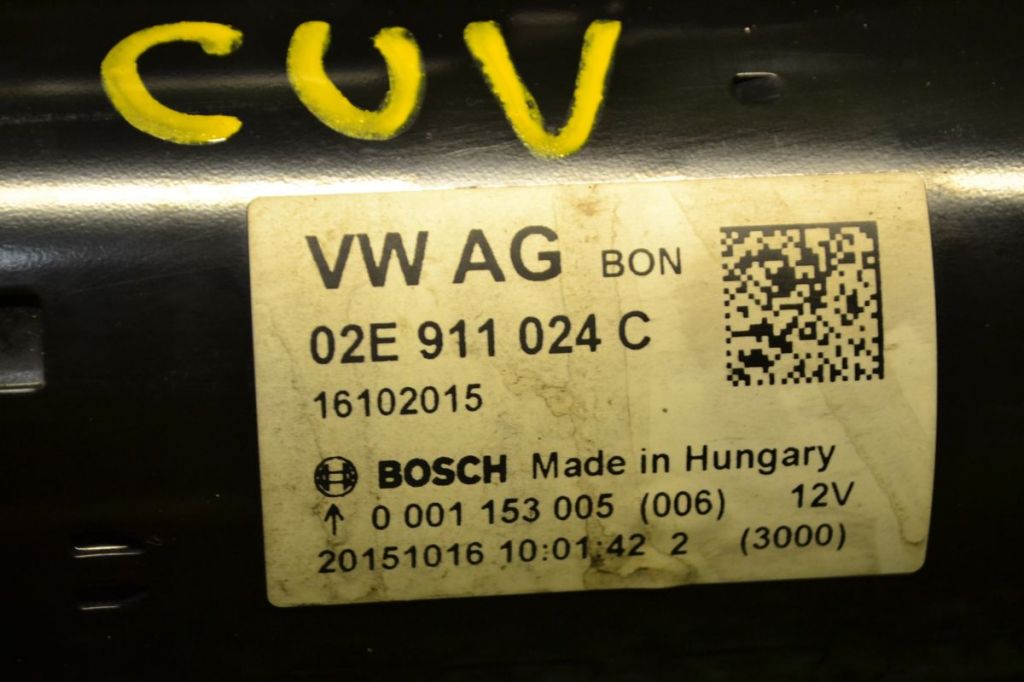 CUV
VW AG BON
02E 911 024 C
16102015
BOSCH Made in Hungary
↑ 0 001 153 005 (006) 12V
20151016 10:01:42 2 (3000)